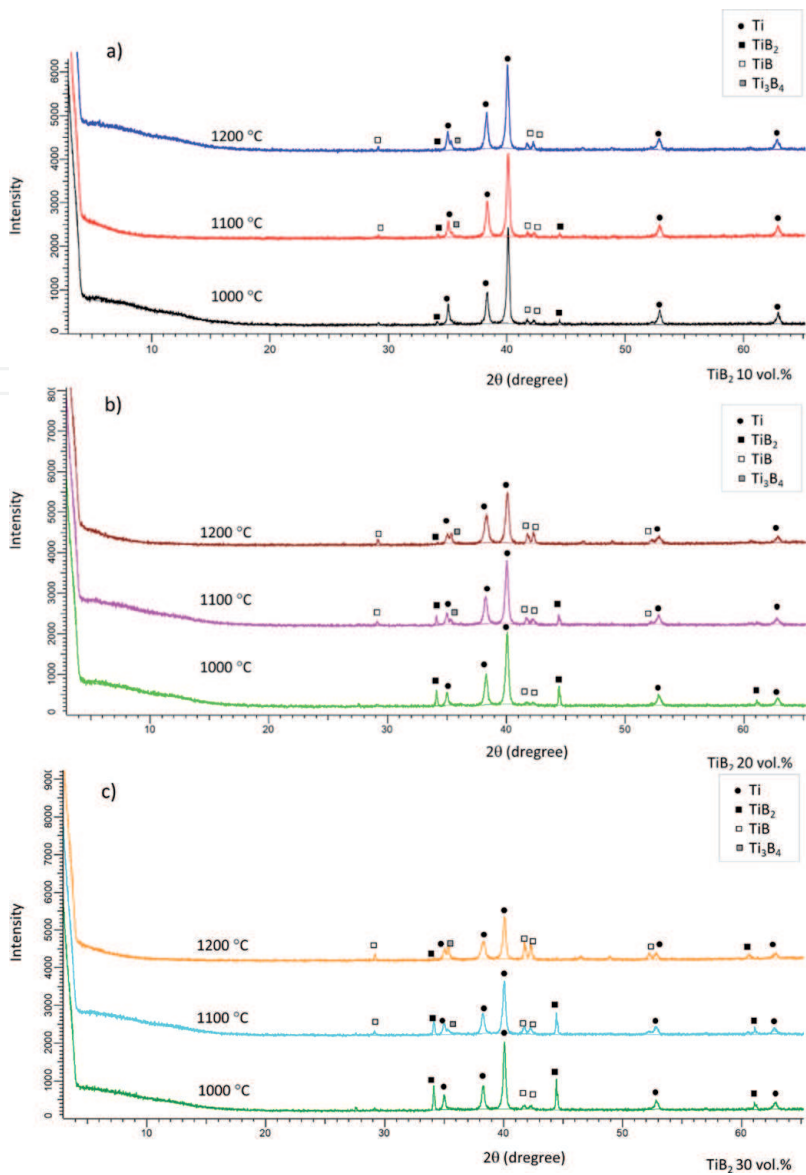 a)
Ti
TiB₂
TiB
Ti₃B₄
Intensity
6000
5000
4000
3000
2000
1000
0
1200 °C
1100 °C
1000 °C
10
20
30
40
50
60
2θ (dregree)
TiB₂ 10 vol.%
b)
Ti
TiB₂
TiB
Ti₃B₄
Intensity
8000
7000
6000
5000
4000
3000
2000
1000
0
1200 °C
1100 °C
1000 °C
10
20
30
40
50
60
2θ (dregree)
TiB₂ 20 vol.%
c)
Ti
TiB₂
TiB
Ti₃B₄
Intensity
9000
8000
7000
6000
5000
4000
3000
2000
1000
0
1200 °C
1100 °C
1000 °C
10
20
30
40
50
60
2θ (dregree)
TiB₂ 30 vol.%